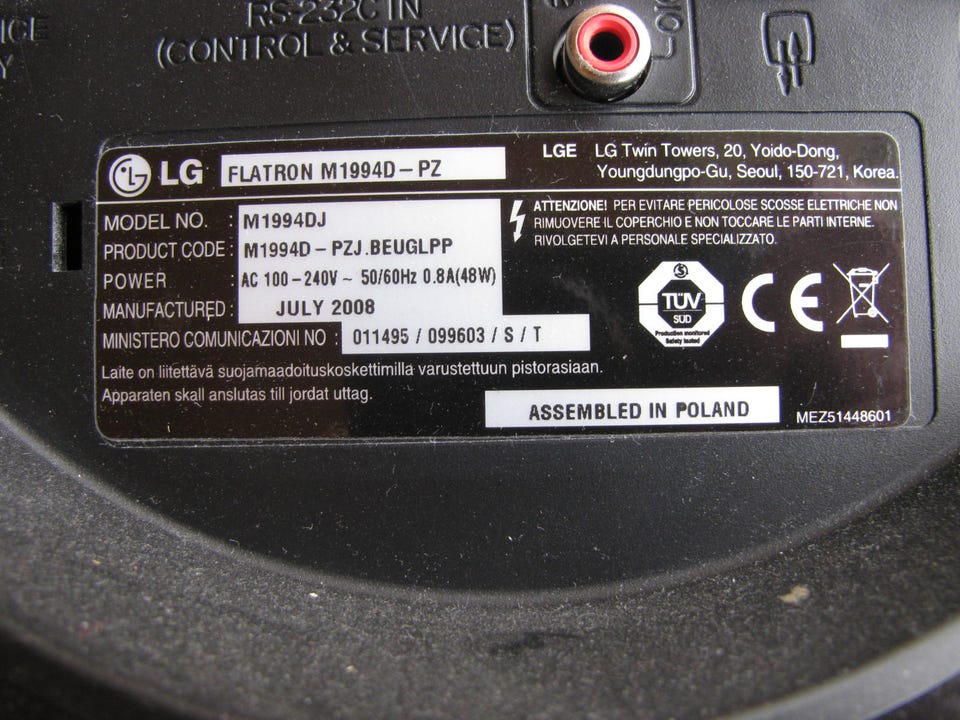 RS-232C IN
(CONTROL & SERVICE)
LG FLATRON M1994D-PZ
LGE LG Twin Towers, 20, Yoido-Dong,
Youngdungpo-Gu, Seoul, 150-721, Korea.
MODEL NO. : M1994DJ
PRODUCT CODE : M1994D-PZJ.BEUGLPP
POWER : AC 100-240V ~ 50/60Hz 0.8A(48W)
MANUFACTURED : JULY 2008
MINISTERO COMUNICAZIONI NO : 011495 / 099603 / S / T
ATTENZIONE! PER EVITARE PERICOLOSE SCOSSE ELETTRICHE NON
RIMUOVERE IL COPERCHIO E NON TOCCARE LE PARTI INTERNE.
RIVOLGETEVI A PERSONALE SPECIALIZZATO.
TÜV
SÜD
Production monitored
Safety tested
CE
Laite on liitettävä suojamaadoituskoskettimilla varustettuun pistorasiaan.
Apparaten skall anslutas till jordat uttag.
ASSEMBLED IN POLAND
MEZ51448601